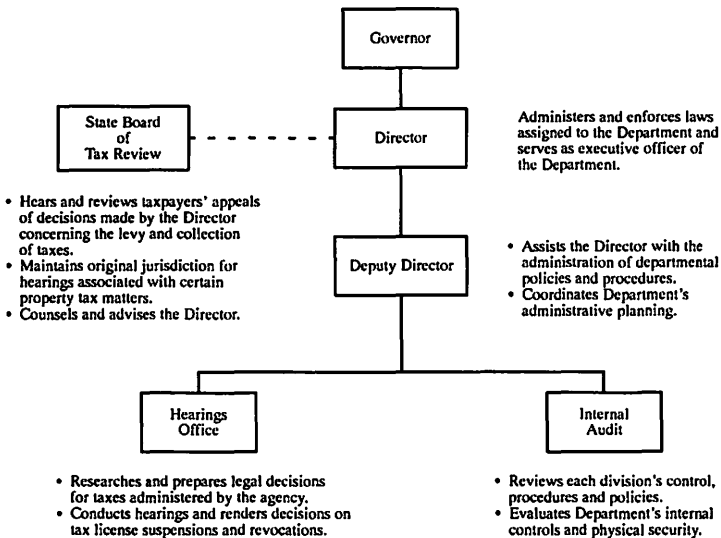 Governor
State Board
of
Tax Review
Director
Administers and enforces laws
assigned to the Department and
serves as executive officer of
the Department.
• Hears and reviews taxpayers' appeals
of decisions made by the Director
concerning the levy and collection
of taxes.
• Maintains original jurisdiction for
hearings associated with certain
property tax matters.
• Counsels and advises the Director.
Deputy Director
• Assists the Director with the
administration of departmental
policies and procedures.
• Coordinates Department's
administrative planning.
Hearings
Office
Internal
Audit
• Researches and prepares legal decisions
for taxes administered by the agency.
• Conducts hearings and renders decisions on
tax license suspensions and revocations.
• Reviews each division's control,
procedures and policies.
• Evaluates Department's internal
controls and physical security.